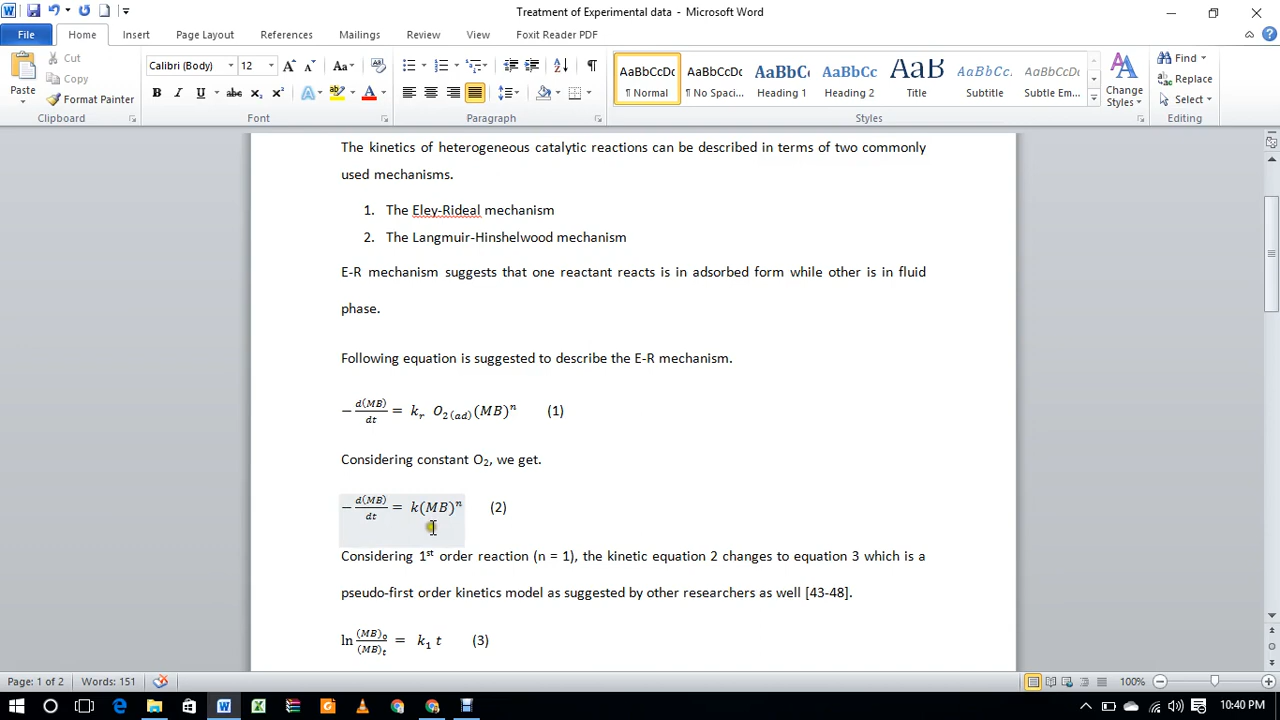 Treatment of Experimental data - Microsoft Word
File Home Insert Page Layout References Mailings Review View Foxit Reader PDF
Paste Cut Copy Format Painter
Calibri (Body) 12
AaBbCcDc AaBbCcDc AaBbC AaBbCc AaB AaBbCcL AaBbCcDc
¶ Normal ¶ No Spaci... Heading 1 Heading 2 Title Subtitle Subtle Em...
Change Styles
Find
Replace
Select
Clipboard Font Paragraph Styles Editing
The kinetics of heterogeneous catalytic reactions can be described in terms of two commonly
used mechanisms.
1. The Eley-Rideal mechanism
2. The Langmuir-Hinshelwood mechanism
E-R mechanism suggests that one reactant reacts is in adsorbed form while other is in fluid
phase.
Following equation is suggested to describe the E-R mechanism.
−d(MB)/dt = kᵣ O₂(ad)(MB)ⁿ (1)
Considering constant O₂, we get.
−d(MB)/dt = k(MB)ⁿ (2)
Considering 1st order reaction (n = 1), the kinetic equation 2 changes to equation 3 which is a
pseudo-first order kinetics model as suggested by other researchers as well [43-48].
ln (MB)₀/(MB)ₜ = k₁ t (3)
Page: 1 of 2 Words: 151 100%
10:40 PM